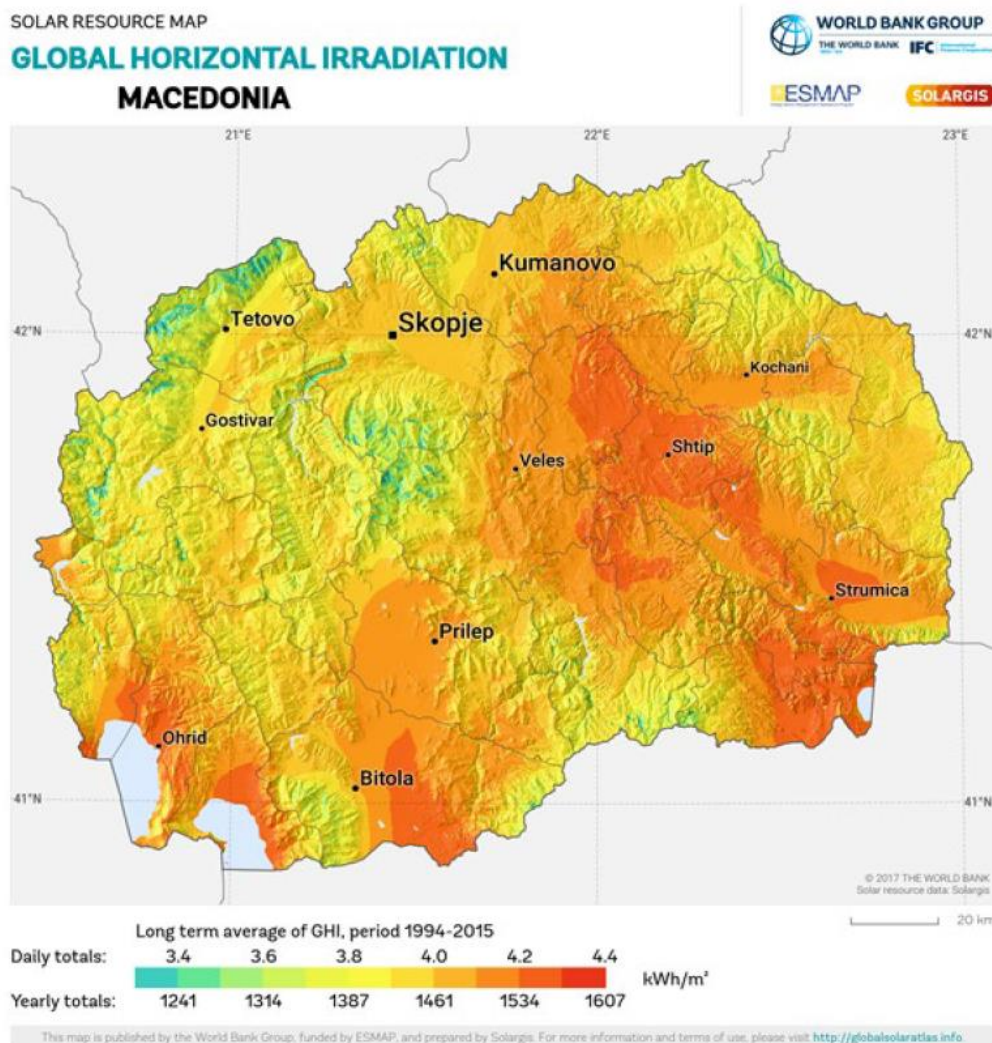 SOLAR RESOURCE MAP
GLOBAL HORIZONTAL IRRADIATION
MACEDONIA
WORLD BANK GROUP
THE WORLD BANK IFC
ESMAP
SOLARGIS
21°E 22°E 23°E
Kumanovo
42°N Tetovo Skopje 42°N
Kochani
Gostivar
Veles Shtip
Strumica
Prilep
Ohrid
Bitola
41°N 41°N
© 2017 THE WORLD BANK
Solar resource data: Solargis
20 km
Long term average of GHI, period 1994-2015
Daily totals: 3.4 3.6 3.8 4.0 4.2 4.4
kWh/m²
Yearly totals: 1241 1314 1387 1461 1534 1607
This map is published by the World Bank Group, funded by ESMAP, and prepared by Solargis. For more information and terms of use, please visit http://globalsolaratlas.info